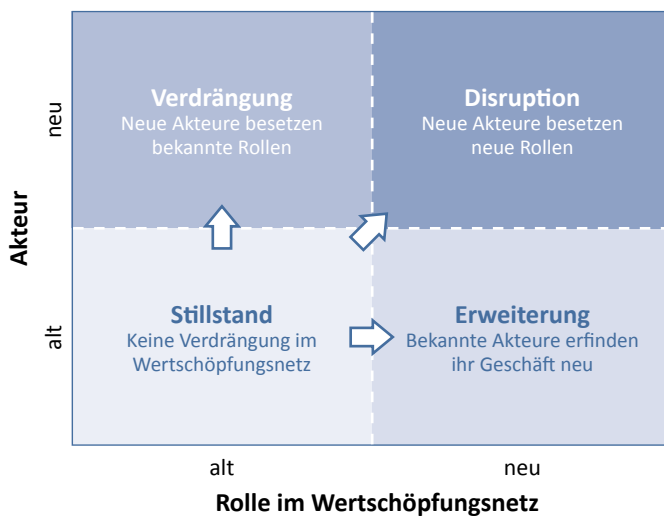 Akteur
neu
alt
Verdrängung
Neue Akteure besetzen
bekannte Rollen
Disruption
Neue Akteure besetzen
neue Rollen
Stillstand
Keine Verdrängung im
Wertschöpfungsnetz
Erweiterung
Bekannte Akteure erfinden
ihr Geschäft neu
alt
neu
Rolle im Wertschöpfungsnetz